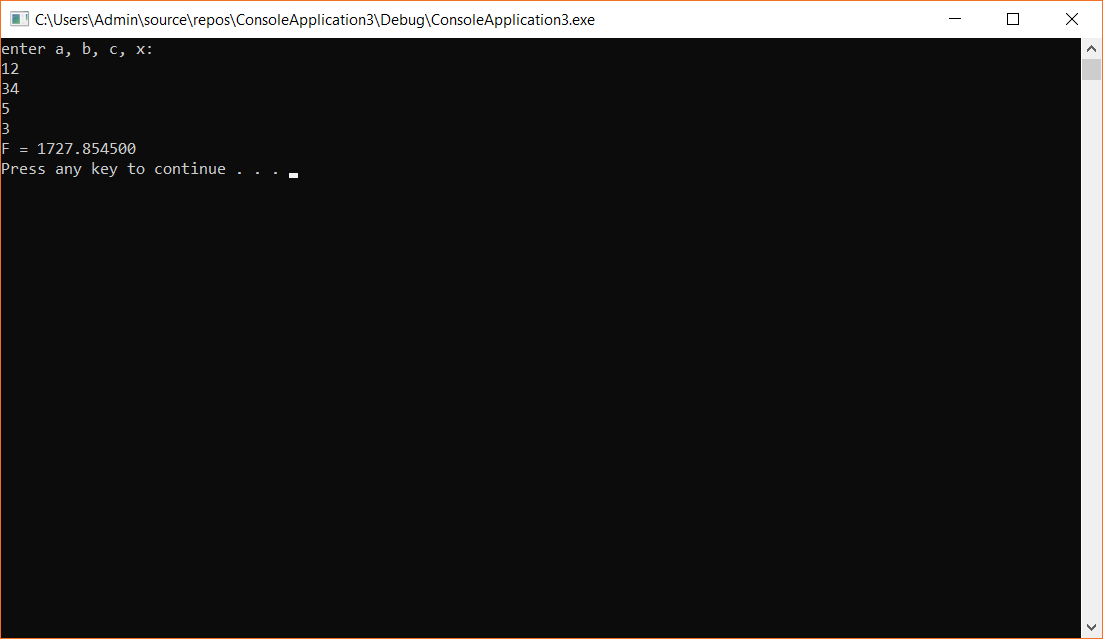 C:\Users\Admin\source\repos\ConsoleApplication3\Debug\ConsoleApplication3.exe
enter a, b, c, x:
12
34
5
3
F = 1727.854500
Press any key to continue . . .